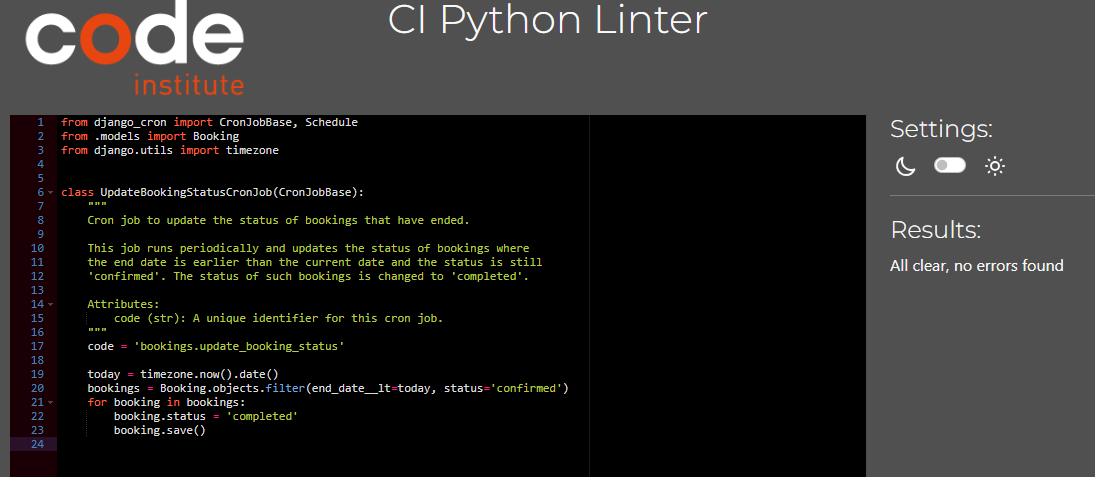 code
institute
CI Python Linter
1 from django_cron import CronJobBase, Schedule
2 from .models import Booking
3 from django.utils import timezone
4
5
6 class UpdateBookingStatusCronJob(CronJobBase):
7     """
8     Cron job to update the status of bookings that have ended.
9
10     This job runs periodically and updates the status of bookings where
11     the end date is earlier than the current date and the status is still
12     'confirmed'. The status of such bookings is changed to 'completed'.
13
14     Attributes:
15         code (str): A unique identifier for this cron job.
16     """
17     code = 'bookings.update_booking_status'
18
19     today = timezone.now().date()
20     bookings = Booking.objects.filter(end_date__lt=today, status='confirmed')
21     for booking in bookings:
22         booking.status = 'completed'
23         booking.save()
24
Settings:
Results:
All clear, no errors found